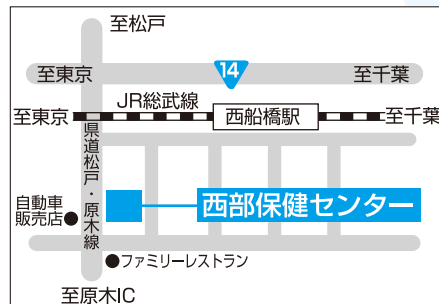 至松戸
至東京
14
至千葉
JR総武線
至東京
西船橋駅
至千葉
県道松戸・原木線
西部保健センター
自動車
販売店
ファミリーレストラン
至原木IC